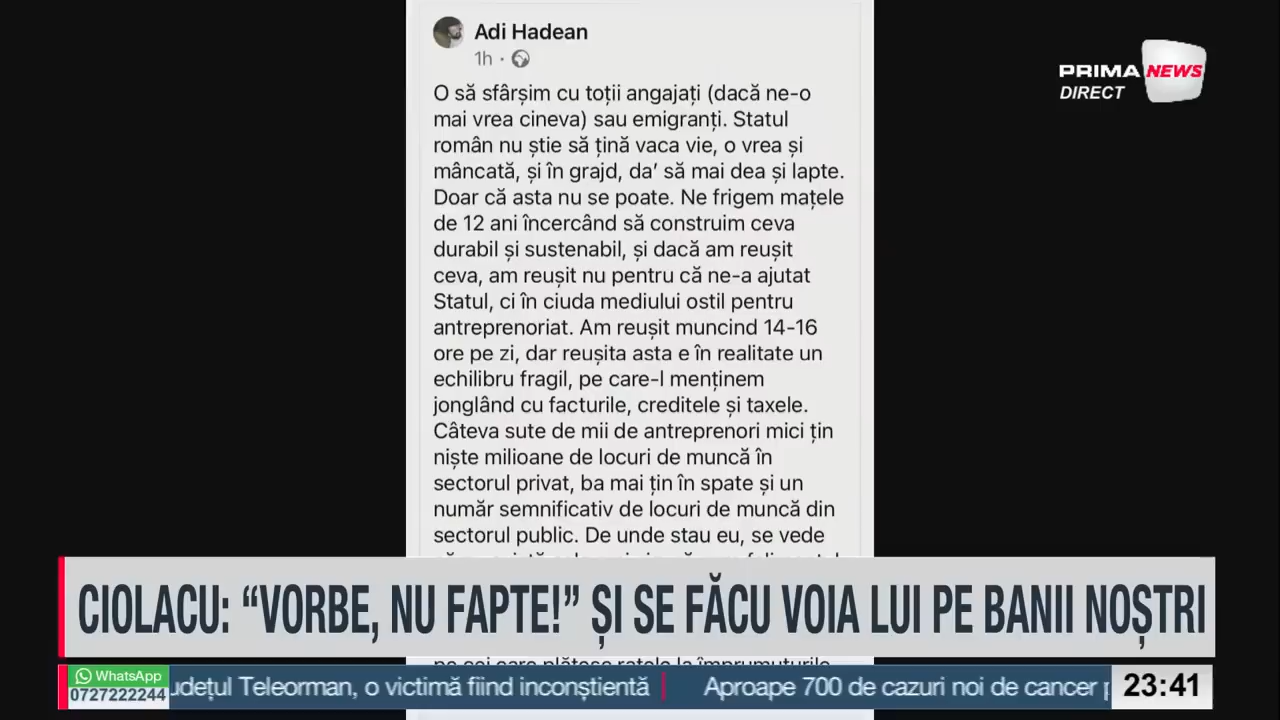 Adi Hadean
1h
O să sfârșim cu toții angajați (dacă ne-o
mai vrea cineva) sau emigranți. Statul
român nu știe să țină vaca vie, o vrea și
mâncată, și în grajd, da’ să mai dea și lapte.
Doar că asta nu se poate. Ne frigem mațele
de 12 ani încercând să construim ceva
durabil și sustenabil, și dacă am reușit
ceva, am reușit nu pentru că ne-a ajutat
Statul, ci în ciuda mediului ostil pentru
antreprenoriat. Am reușit muncind 14-16
ore pe zi, dar reușita asta e în realitate un
echilibru fragil, pe care-l menținem
jonglând cu facturile, creditele și taxele.
Câteva sute de mii de antreprenori mici țin
niște milioane de locuri de muncă în
sectorul privat, ba mai țin în spate și un
număr semnificativ de locuri de muncă din
sectorul public. De unde stau eu, se vede
PRIMA NEWS
DIRECT
CIOLACU: “VORBE, NU FAPTE!” ȘI SE FĂCU VOIA LUI PE BANII NOȘTRI
pe cei care plătesc ratele la împrumuturile
WhatsApp
0727222244
udețul Teleorman, o victimă fiind inconștientă
Aproape 700 de cazuri noi de cancer
23:41